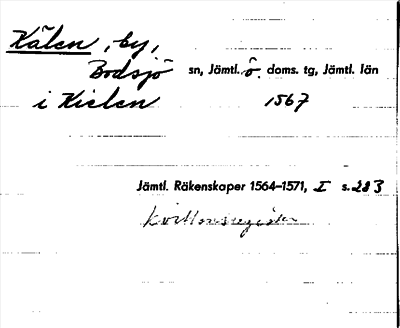 Kälen, by,
Bodsjö sn, Jämtl. ö. doms. tg, Jämtl. län
i Kielen 1567
Jämtl. Räkenskaper 1564–1571, I s. 283